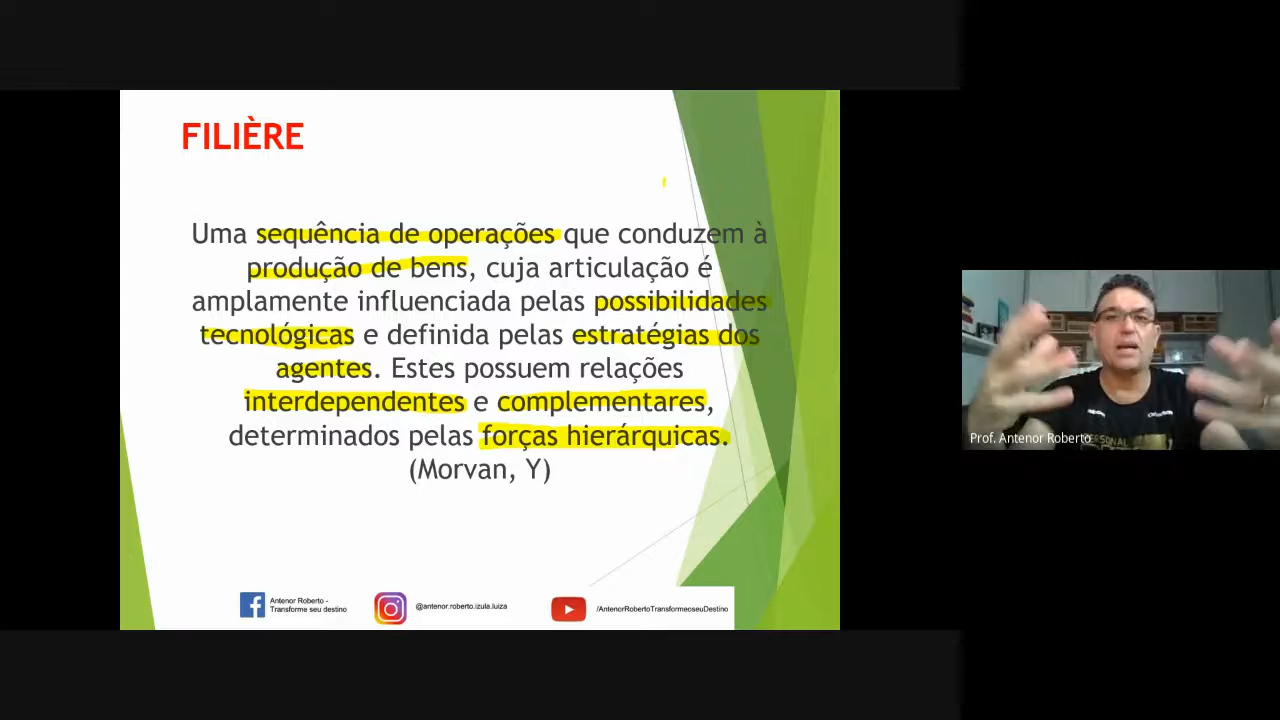 FILIÈRE
Uma sequência de operações que conduzem à
produção de bens, cuja articulação é
amplamente influenciada pelas possibilidades
tecnológicas e definida pelas estratégias dos
agentes. Estes possuem relações
interdependentes e complementares,
determinados pelas forças hierárquicas.
(Morvan, Y)
Antenor Roberto -
Transforme seu destino
@antenor.roberto.izula.luiza
/AntenorRobertoTransformeoseuDestino
Prof. Antenor Roberto
PERSONAL